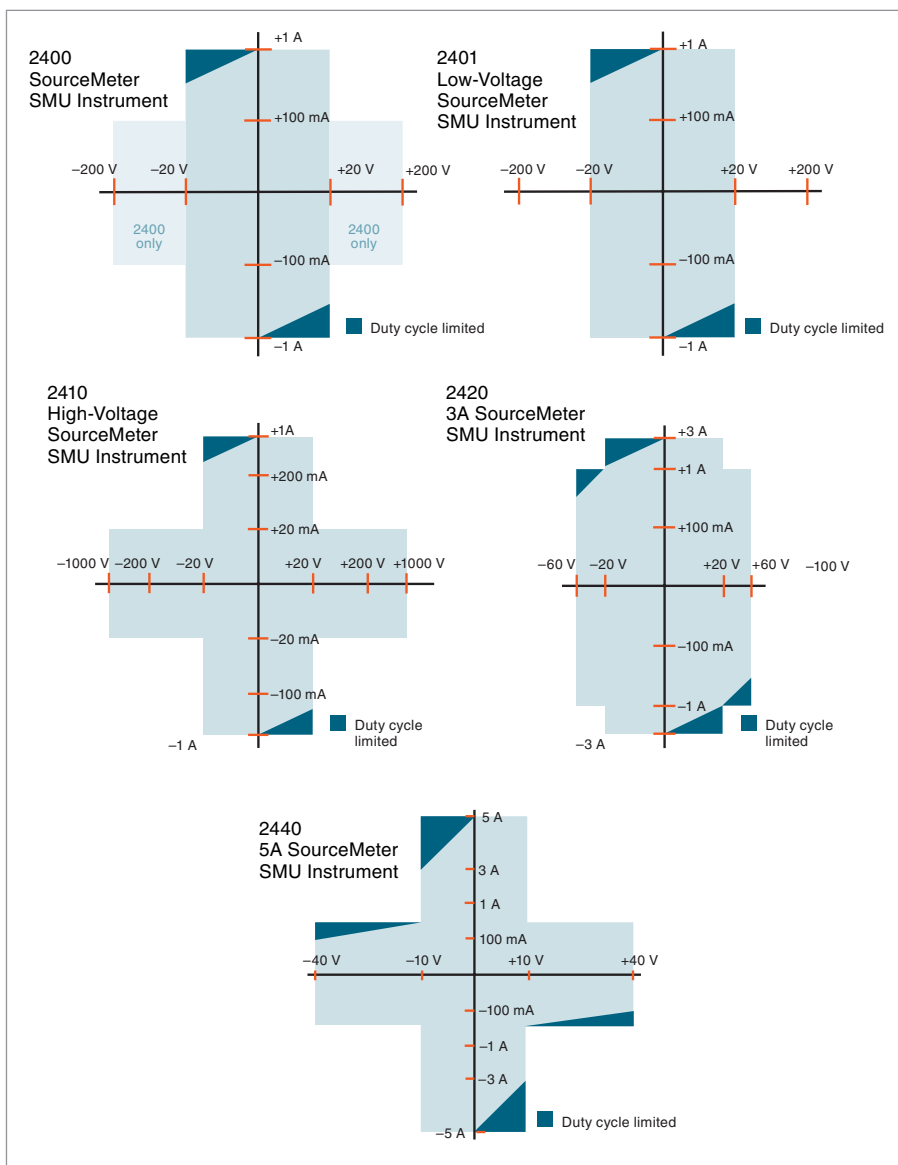 2400
SourceMeter
SMU Instrument
+1 A
+100 mA
−200 V
−20 V
+20 V
+200 V
2400
only
2400
only
−100 mA
−1 A
Duty cycle limited
2401
Low-Voltage
SourceMeter
SMU Instrument
+1 A
+100 mA
−200 V
−20 V
+20 V
+200 V
−100 mA
−1 A
Duty cycle limited
2410
High-Voltage
SourceMeter
SMU Instrument
+1A
+200 mA
+20 mA
−1000 V
−200 V
−20 V
+20 V
+200 V
+1000 V
−20 mA
−100 mA
−1 A
Duty cycle
limited
2420
3A SourceMeter
SMU Instrument
+3 A
+1 A
+100 mA
−60 V
−20 V
+20 V
+60 V
−100 V
−100 mA
−1 A
−3 A
Duty cycle
limited
2440
5A SourceMeter
SMU Instrument
5 A
3 A
1 A
100 mA
−40 V
−10 V
+10 V
+40 V
−100 mA
−1 A
−3 A
−5 A
Duty cycle limited